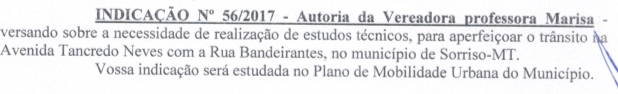 INDICAÇÃO Nº 56/2017 - Autoria da Vereadora professora Marisa -
versando sobre a necessidade de realização de estudos técnicos, para aperfeiçoar o trânsito na
Avenida Tancredo Neves com a Rua Bandeirantes, no município de Sorriso-MT.
Vossa indicação será estudada no Plano de Mobilidade Urbana do Município.